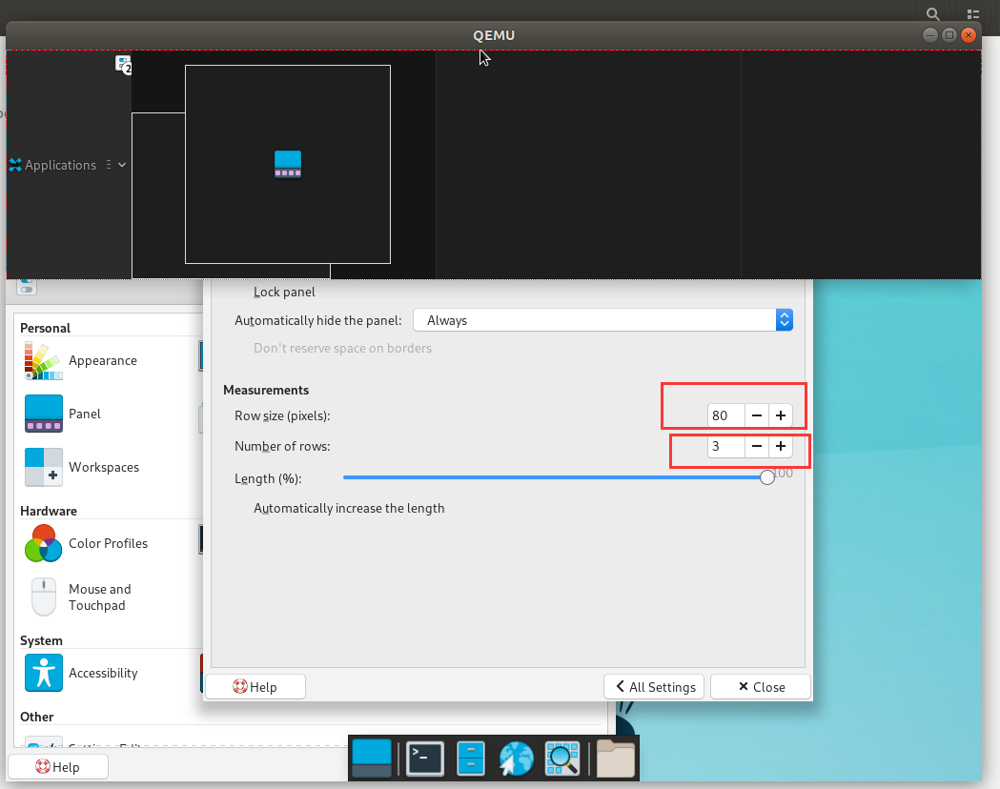 QEMU
2
Applications
Lock panel
Automatically hide the panel: Always
Don't reserve space on borders
Personal
Appearance
Panel
Workspaces
Measurements
Row size (pixels): 80
Number of rows: 3
Length (%): 100
Automatically increase the length
Hardware
Color Profiles
Mouse and
Touchpad
System
Accessibility
Other
Help
All Settings
Close
Help